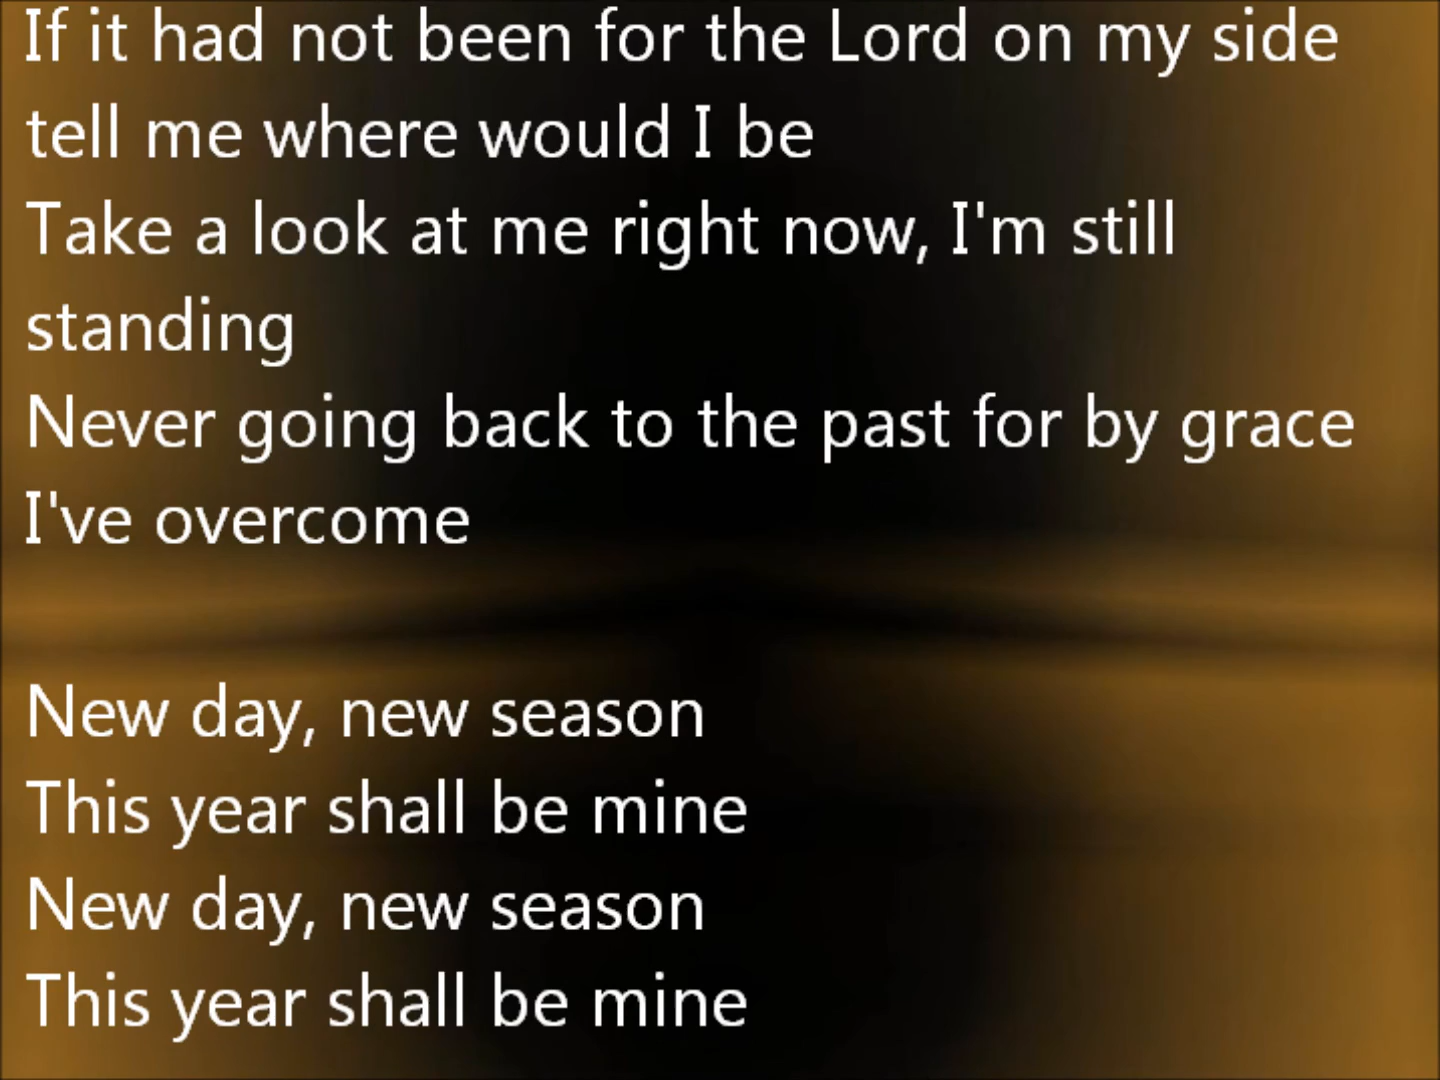 If it had not been for the Lord on my side
tell me where would I be
Take a look at me right now, I'm still
standing
Never going back to the past for by grace
I've overcome
New day, new season
This year shall be mine
New day, new season
This year shall be mine